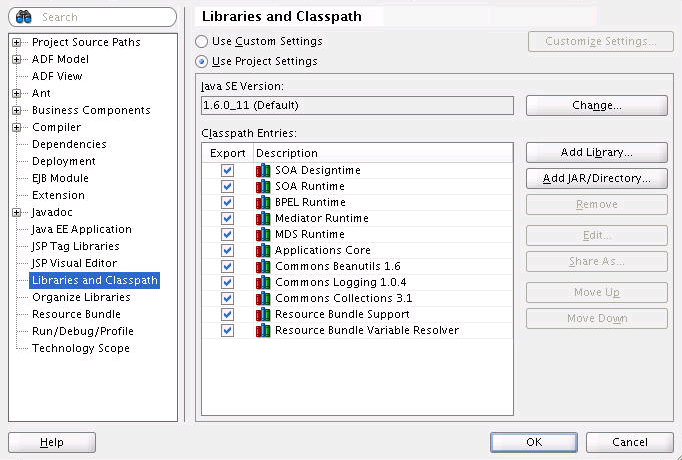 Search
Project Source Paths
ADF Model
ADF View
Ant
Business Components
Compiler
Dependencies
Deployment
EJB Module
Extension
Javadoc
Java EE Application
JSP Tag Libraries
JSP Visual Editor
Libraries and Classpath
Organize Libraries
Resource Bundle
Run/Debug/Profile
Technology Scope
Libraries and Classpath
Use Custom Settings
Customize Settings...
Use Project Settings
Java SE Version:
1.6.0_11 (Default)
Change...
Classpath Entries:
Export Description
SOA Designtime
SOA Runtime
BPEL Runtime
Mediator Runtime
MDS Runtime
Applications Core
Commons Beanutils 1.6
Commons Logging 1.0.4
Commons Collections 3.1
Resource Bundle Support
Resource Bundle Variable Resolver
Add Library...
Add JAR/Directory...
Remove
Edit...
Share As...
Move Up
Move Down
Help
OK
Cancel